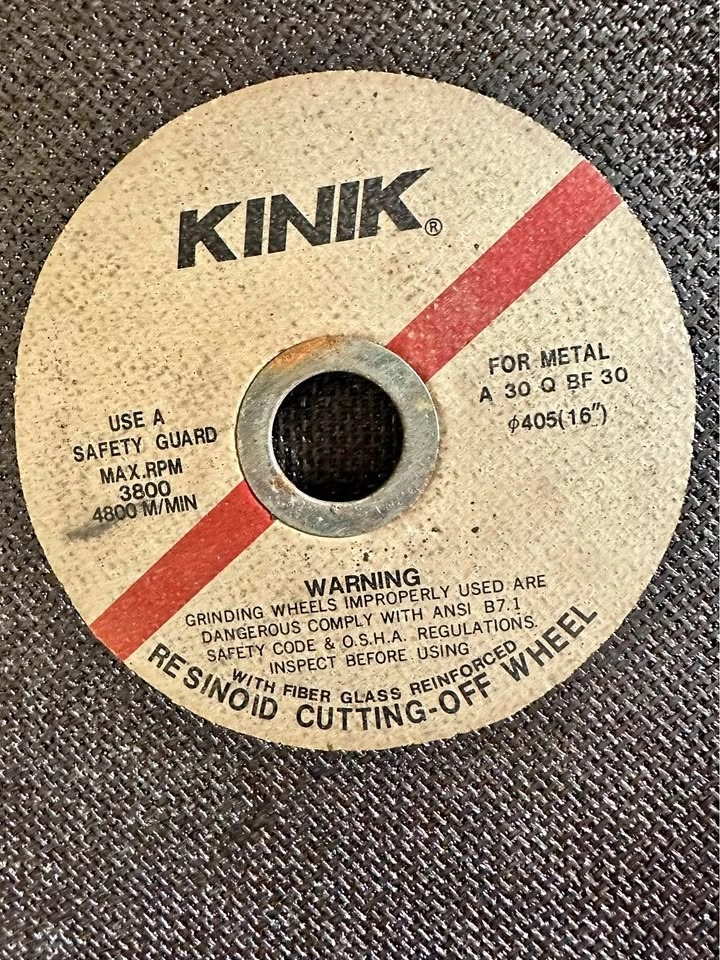 KINIK®
FOR METAL
A 30 Q BF 30
ϕ405(16″)
USE A
SAFETY GUARD
MAX.RPM
3800
4800 M/MIN
WARNING
GRINDING WHEELS IMPROPERLY USED ARE
DANGEROUS COMPLY WITH ANSI B7.1
SAFETY CODE & O.S.H.A. REGULATIONS.
INSPECT BEFORE USING
WITH FIBER GLASS REINFORCED
RESINOID CUTTING-OFF WHEEL